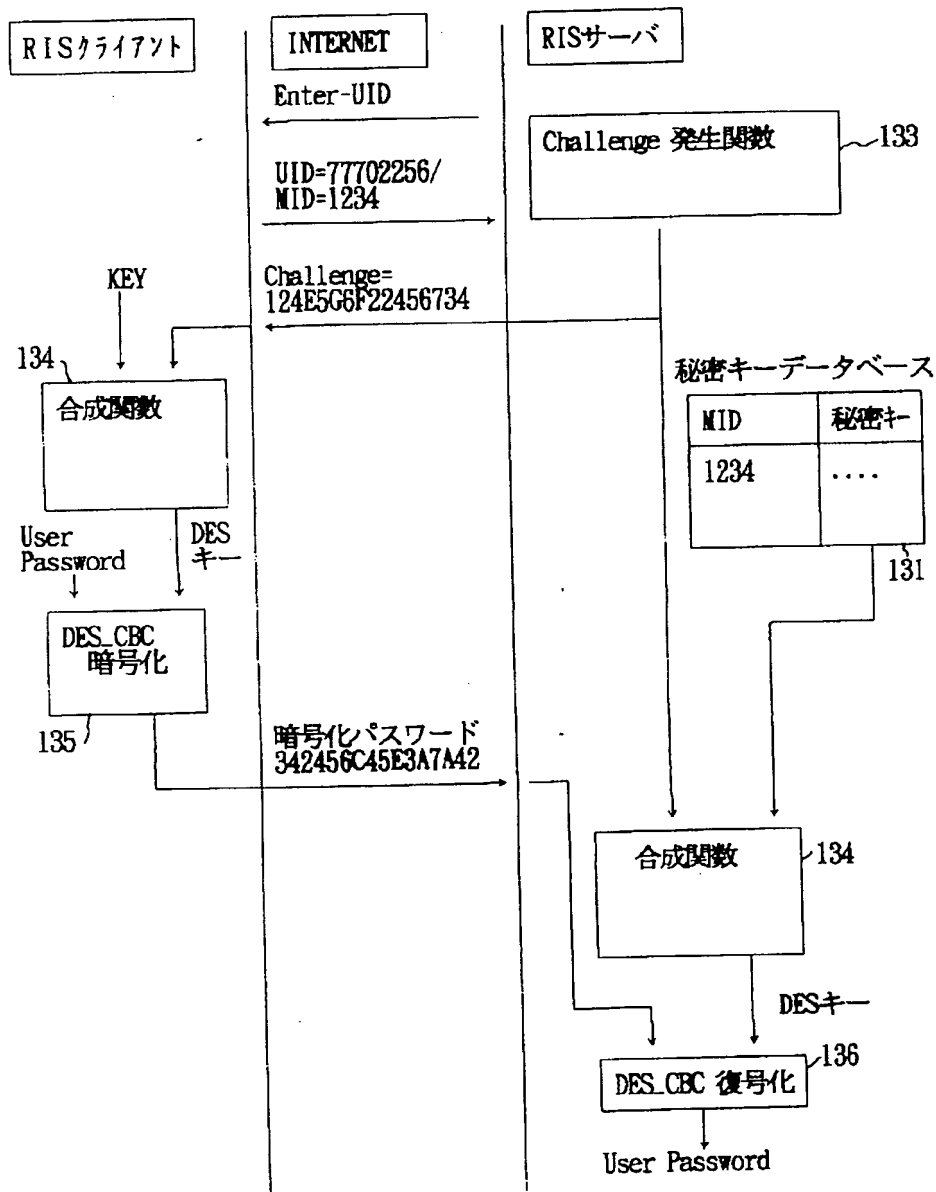 RISクライアント
INTERNET
RISサーバ
Enter-UID
Challenge 発生関数
133
UID=77702256/
MID=1234
KEY
Challenge=
124E5G6F22456734
134
合成関数
秘密キーデータベース
MID
秘密キー
1234
....
131
User
Password
DES
キー
DES_CBC
暗号化
135
暗号化パスワード
342456C45E3A7A42
合成関数
134
DESキー
136
DES_CBC 復号化
User Password